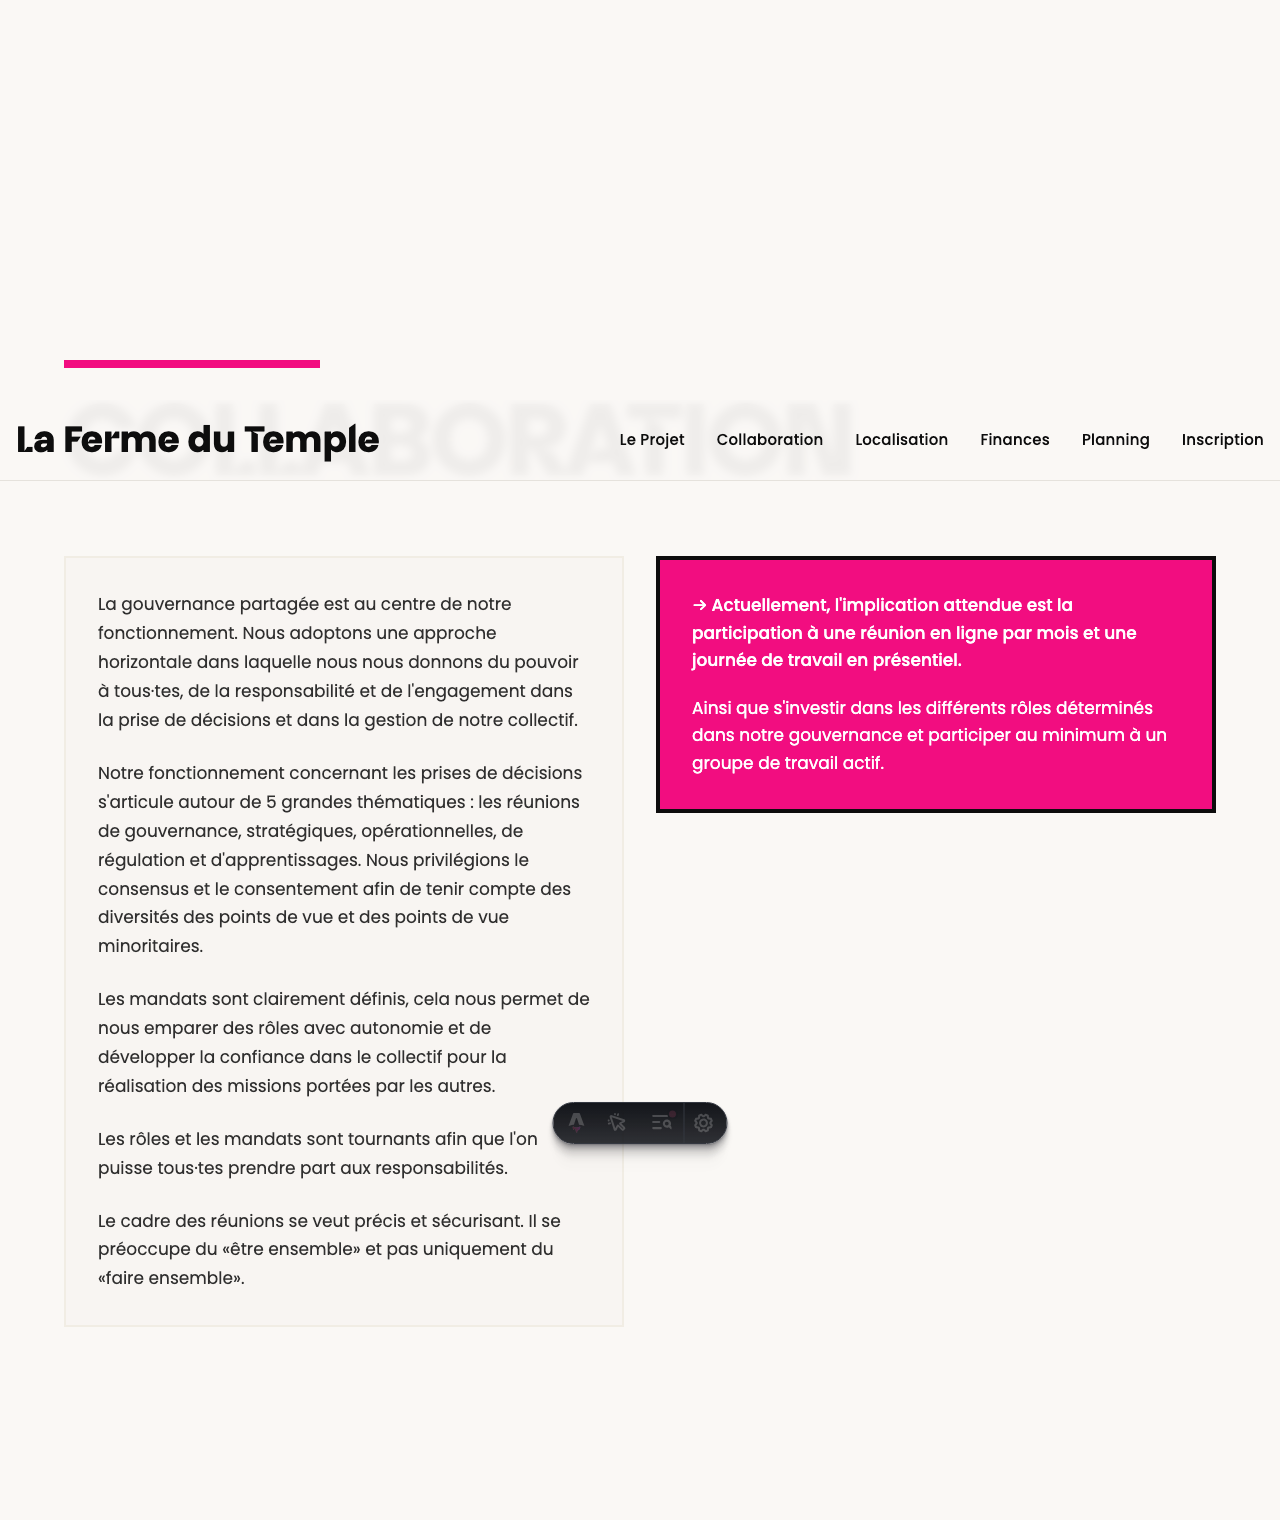 COLLABORATION
La Ferme du Temple
Le Projet Collaboration Localisation Finances Planning Inscription
La gouvernance partagée est au centre de notre
fonctionnement. Nous adoptons une approche
horizontale dans laquelle nous nous donnons du pouvoir
à tous·tes, de la responsabilité et de l'engagement dans
la prise de décisions et dans la gestion de notre collectif.
Notre fonctionnement concernant les prises de décisions
s'articule autour de 5 grandes thématiques : les réunions
de gouvernance, stratégiques, opérationnelles, de
régulation et d'apprentissages. Nous privilégions le
consensus et le consentement afin de tenir compte des
diversités des points de vue et des points de vue
minoritaires.
Les mandats sont clairement définis, cela nous permet de
nous emparer des rôles avec autonomie et de
développer la confiance dans le collectif pour la
réalisation des missions portées par les autres.
Les rôles et les mandats sont tournants afin que l'on
puisse tous·tes prendre part aux responsabilités.
Le cadre des réunions se veut précis et sécurisant. Il se
préoccupe du «être ensemble» et pas uniquement du
«faire ensemble».
→ Actuellement, l'implication attendue est la
participation à une réunion en ligne par mois et une
journée de travail en présentiel.
Ainsi que s'investir dans les différents rôles déterminés
dans notre gouvernance et participer au minimum à un
groupe de travail actif.